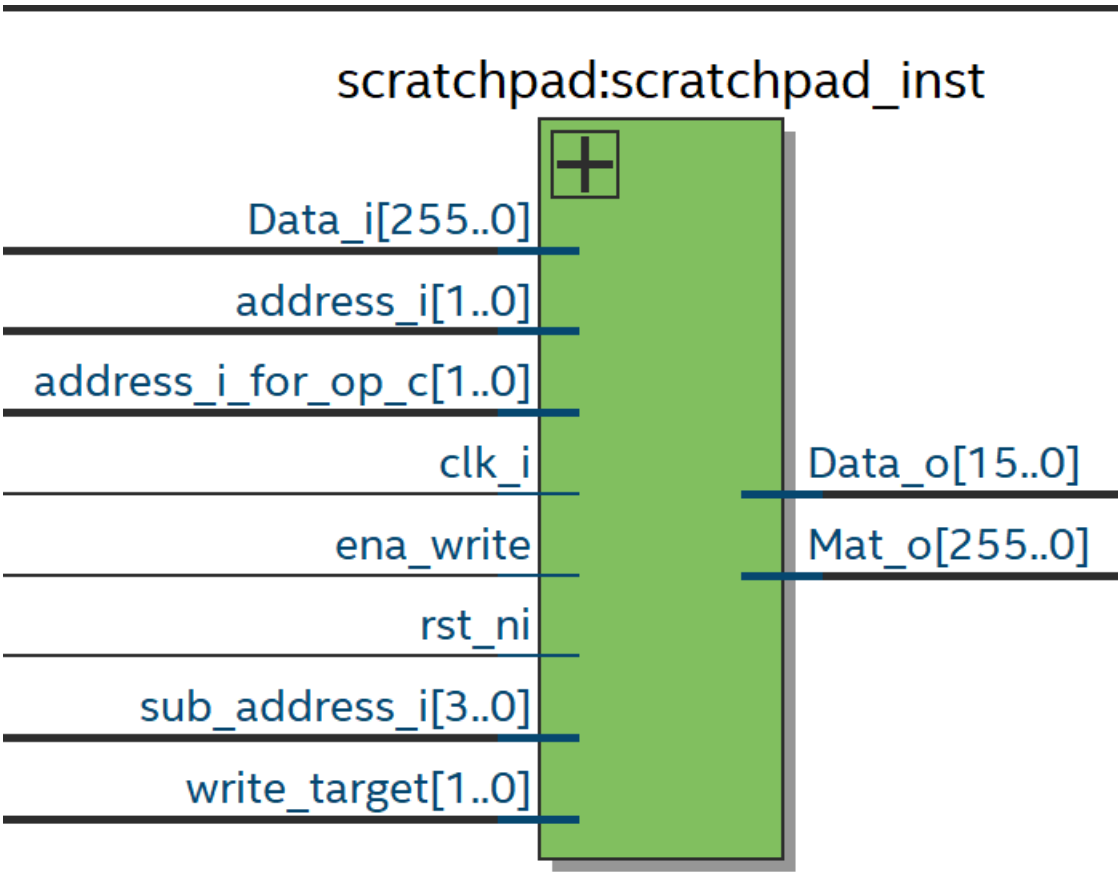 scratchpad:scratchpad_inst
Data_i[255..0]
address_i[1..0]
address_i_for_op_c[1..0]
clk_i
ena_write
rst_ni
sub_address_i[3..0]
write_target[1..0]
Data_o[15..0]
Mat_o[255..0]